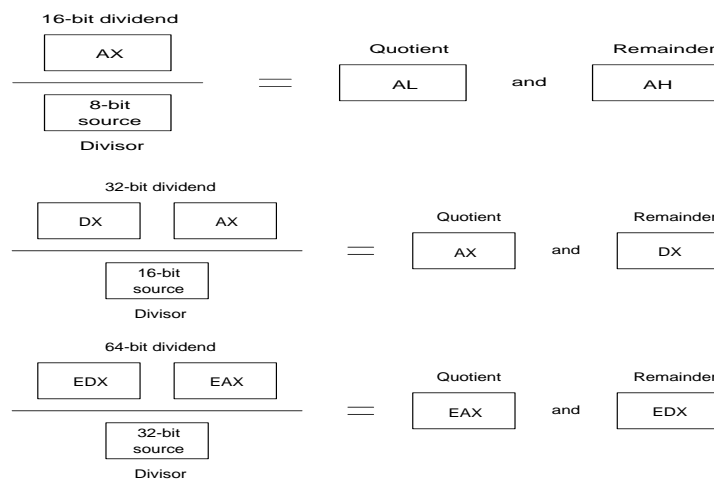 16-bit dividend
AX
8-bit
source
Divisor
Quotient
AL
and
Remainder
AH
32-bit dividend
DX
AX
16-bit
source
Divisor
Quotient
AX
and
Remainder
DX
64-bit dividend
EDX
EAX
32-bit
source
Divisor
Quotient
EAX
and
Remainder
EDX